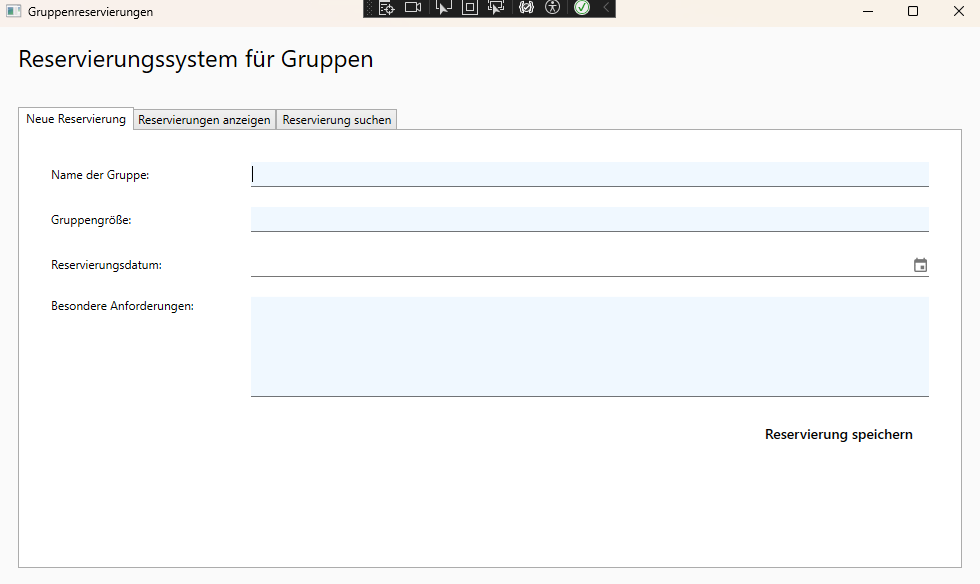 Gruppenreservierungen
Reservierungssystem für Gruppen
Neue Reservierung Reservierungen anzeigen Reservierung suchen
Name der Gruppe:
Gruppengröße:
Reservierungsdatum:
Besondere Anforderungen:
Reservierung speichern